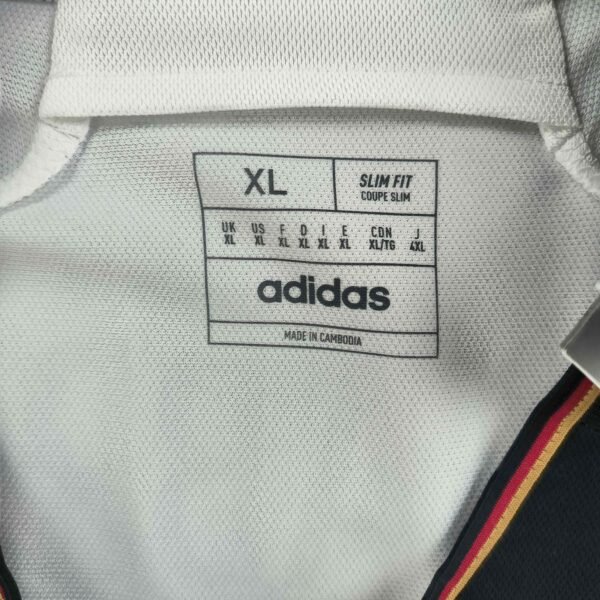 XL
SLIM FIT
COUPE SLIM
UK US F D I E CDN J
XL XL XL XL XL XL XL/TG 4XL
adidas
MADE IN CAMBODIA